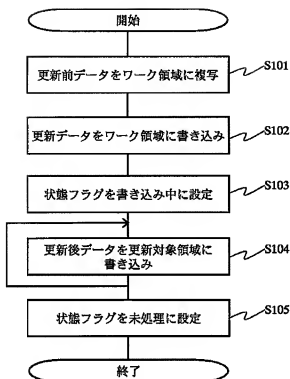 開始
更新前データをワーク領域に複写
S101
更新データをワーク領域に書き込み
S102
状態フラグを書き込み中に設定
S103
更新後データを更新対象領域に
書き込み
S104
状態フラグを未処理に設定
S105
終了